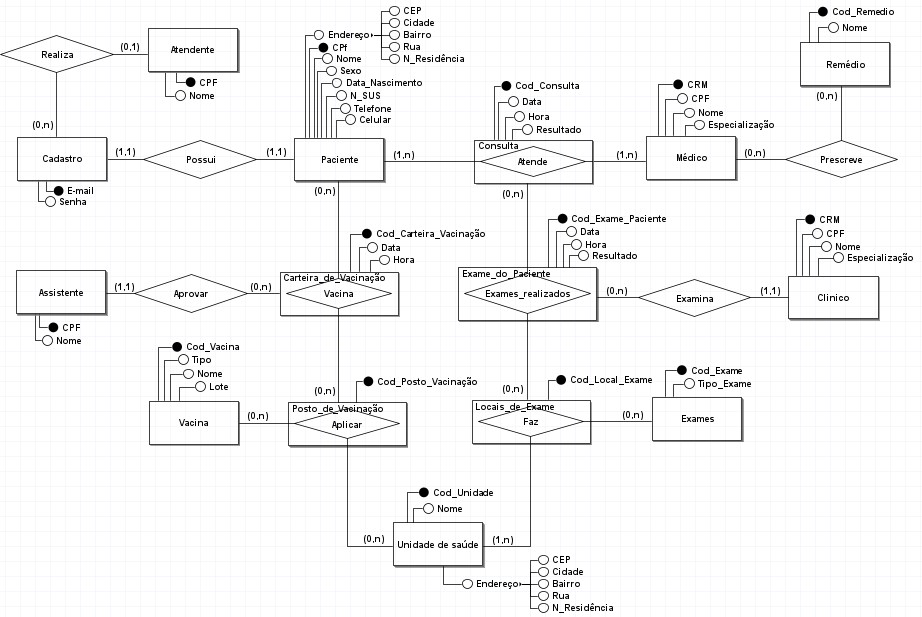 Realiza
(0,1)
Atendente
CPF
Nome
(0,n)
Cadastro
E-mail
Senha
(1,1)
Possui
(1,1)
Endereço
CEP
Cidade
Bairro
Rua
N_Residência
CPf
Nome
Sexo
Data_Nascimento
N_SUS
Telefone
Celular
Paciente
(1,n)
(0,n)
Cod_Consulta
Data
Hora
Resultado
Consulta
Atende
(1,n)
(0,n)
CRM
CPF
Nome
Especialização
Médico
(0,n)
Prescreve
(0,n)
Cod_Remedio
Nome
Remédio
Assistente
CPF
Nome
(1,1)
Aprovar
(0,n)
Cod_Carteira_Vacinação
Data
Hora
Carteira_de_Vacinação
Vacina
(0,n)
Cod_Exame_Paciente
Data
Hora
Resultado
Exame_do_Paciente
Exames_realizados
(0,n)
(0,n)
Examina
(1,1)
CRM
CPF
Nome
Especialização
Clinico
Cod_Vacina
Tipo
Nome
Lote
Vacina
(0,n)
Cod_Posto_Vacinação
Posto_de_Vacinação
Aplicar
(0,n)
Cod_Local_Exame
Locais_de_Exame
Faz
(0,n)
Cod_Exame
Tipo_Exame
Exames
Cod_Unidade
Nome
Unidade de saúde
(1,n)
Endereço
CEP
Cidade
Bairro
Rua
N_Residência